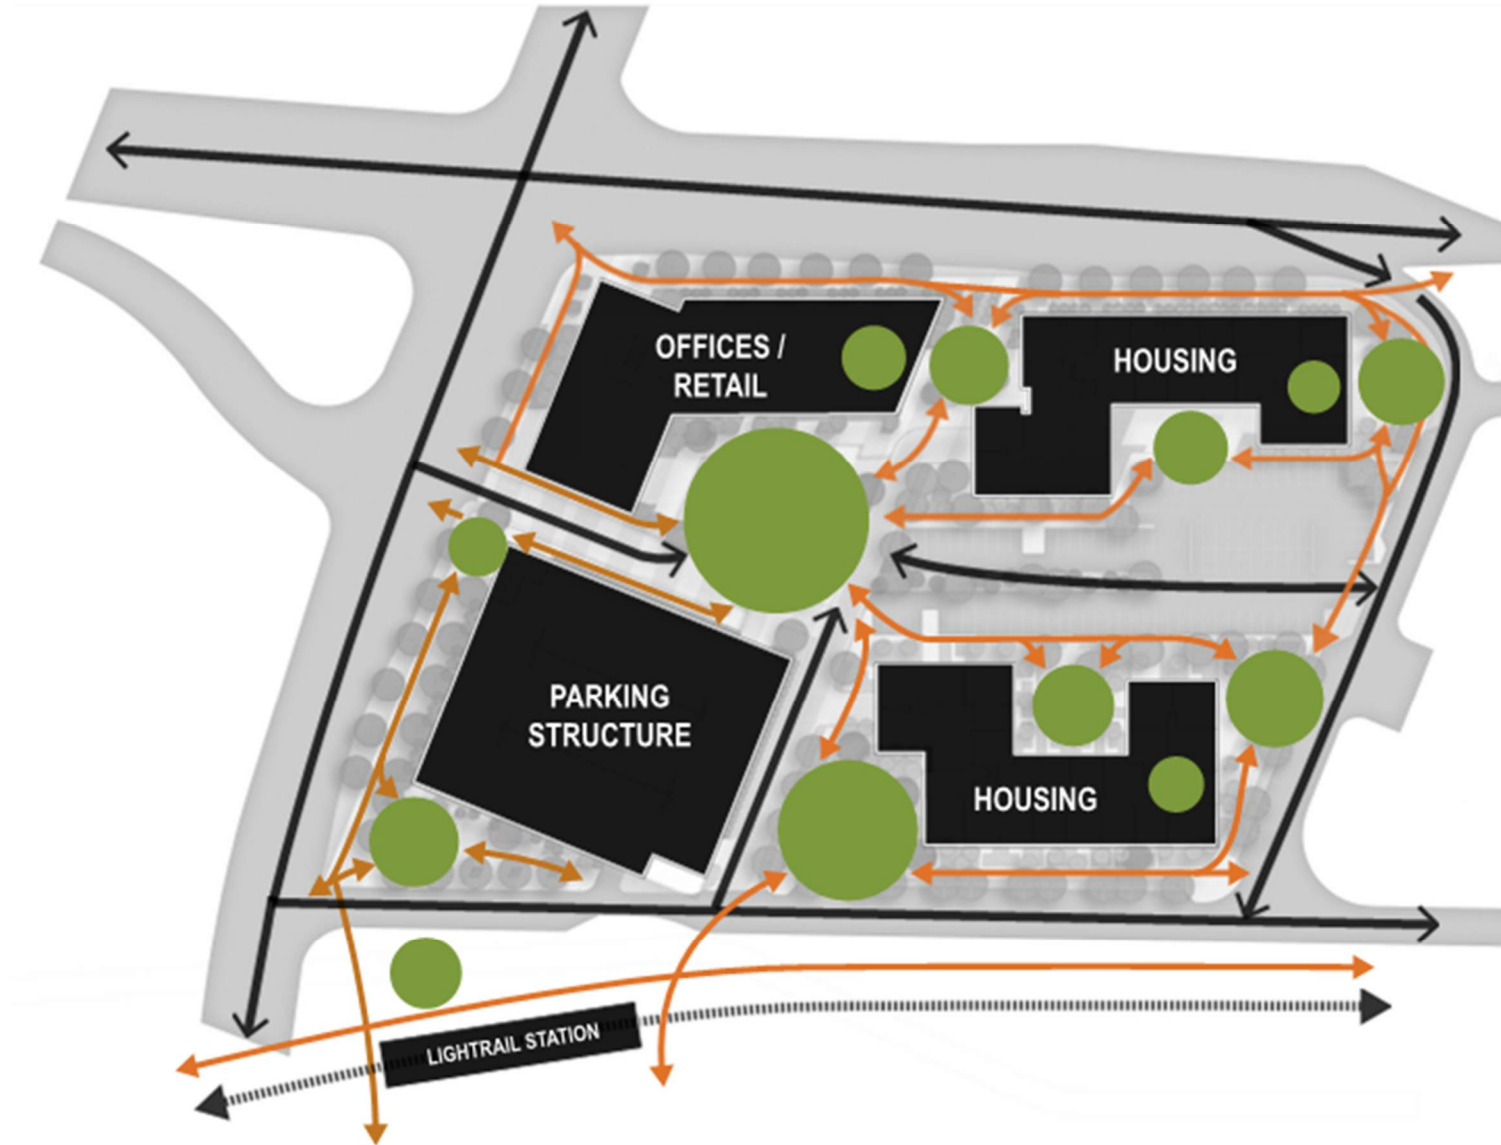 OFFICES /
RETAIL
HOUSING
PARKING
STRUCTURE
HOUSING
LIGHTRAIL STATION